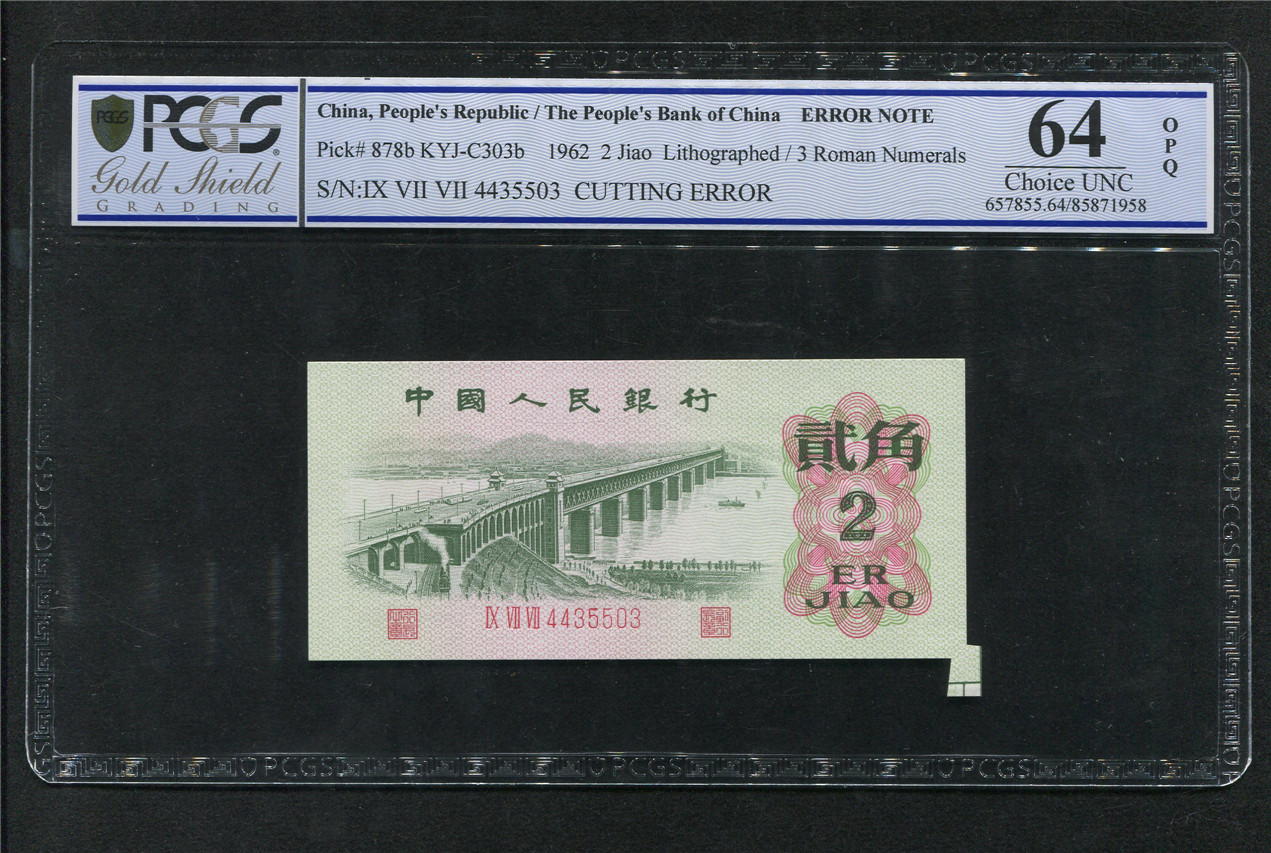 PCGS
PCGS
Gold Shield
GRADING
China, People's Republic / The People's Bank of China ERROR NOTE
Pick# 878b KYJ-C303b 1962 2 Jiao Lithographed / 3 Roman Numerals
S/N:IX VII VII 4435503 CUTTING ERROR
64
Choice UNC
657855.64/85871958
OPQ
中國人民銀行
貳角
2
ER
JIAO
IX VII VII 4435503